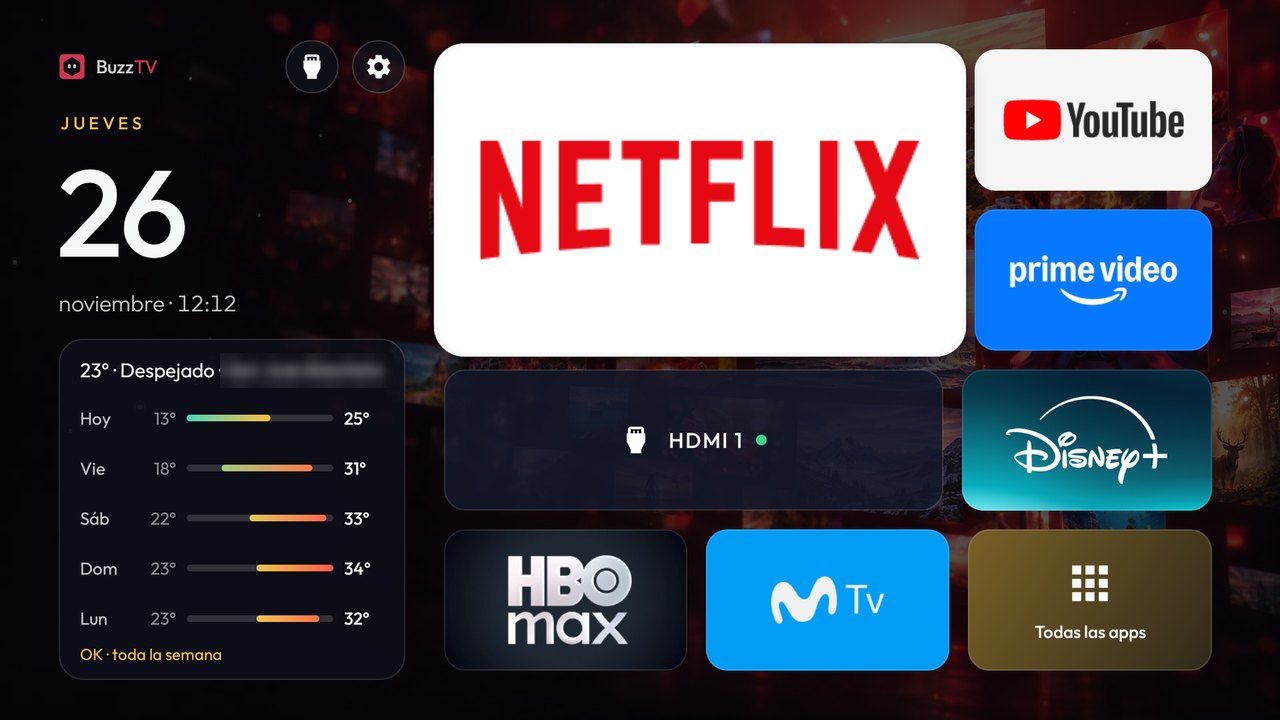 BuzzTV
JUEVES
26
noviembre · 12:12
23° · Despejado ·
Hoy 13° 25°
Vie 18° 31°
Sáb 22° 33°
Dom 23° 34°
Lun 23° 32°
OK · toda la semana
NETFLIX
YouTube
prime video
HDMI 1
Disney+
HBO
max
Tv
Todas las apps